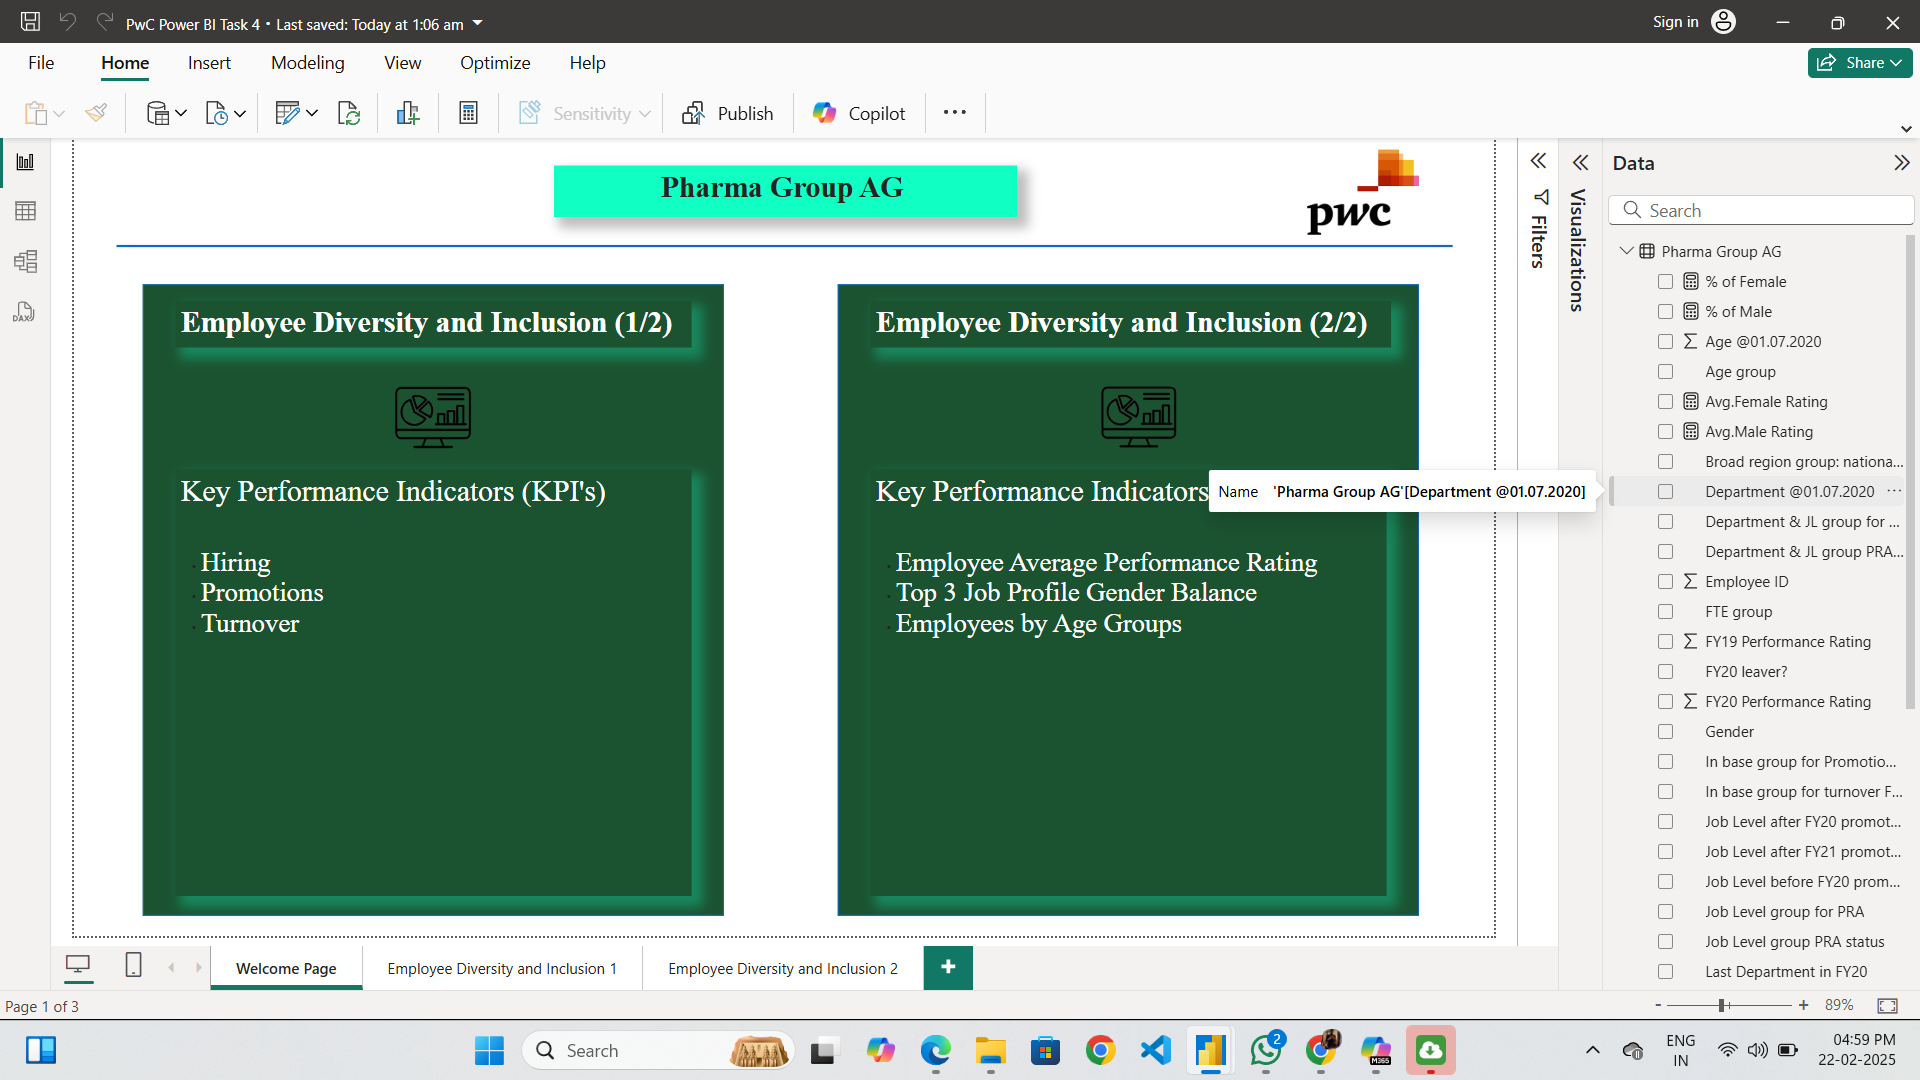 PwC Power BI Task 4 • Last saved: Today at 1:06 am
Sign in
File
Home
Insert
Modeling
View
Optimize
Help
Share
Sensitivity
Publish
Copilot
Pharma Group AG
pwc
Employee Diversity and Inclusion (1/2)
Key Performance Indicators (KPI's)
· Hiring
· Promotions
· Turnover
Employee Diversity and Inclusion (2/2)
Key Performance Indicators
· Employee Average Performance Rating
· Top 3 Job Profile Gender Balance
· Employees by Age Groups
Name 'Pharma Group AG'[Department @01.07.2020]
Filters
Visualizations
Data
Search
Pharma Group AG
% of Female
% of Male
Age @01.07.2020
Age group
Avg.Female Rating
Avg.Male Rating
Broad region group: nationa...
Department @01.07.2020
Department & JL group for ...
Department & JL group PRA...
Employee ID
FTE group
FY19 Performance Rating
FY20 leaver?
FY20 Performance Rating
Gender
In base group for Promotio...
In base group for turnover F...
Job Level after FY20 promot...
Job Level after FY21 promot...
Job Level before FY20 prom...
Job Level group for PRA
Job Level group PRA status
Last Department in FY20
DAX
Welcome Page
Employee Diversity and Inclusion 1
Employee Diversity and Inclusion 2
+
Page 1 of 3
- + 89%
Search
2
M365
ENG
IN
04:59 PM
22-02-2025